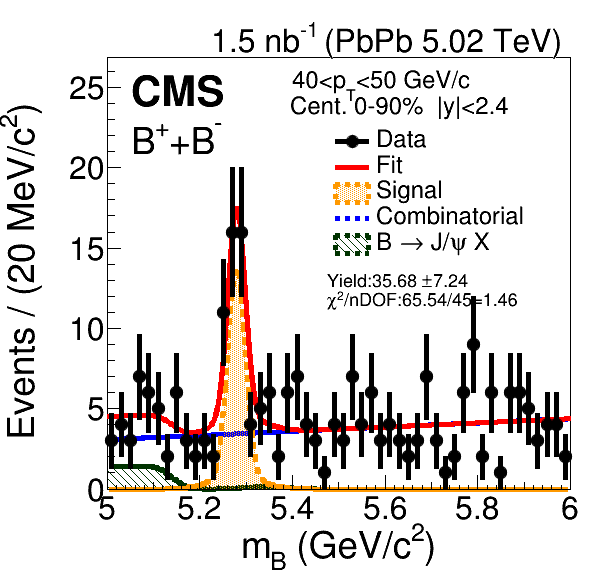 1.5 nb⁻¹ (PbPb 5.02 TeV)
CMS
B⁺+B⁻
40<p_T<50 GeV/c
Cent. 0-90% |y|<2.4
Data
Fit
Signal
Combinatorial
B → J/ψ X
Yield:35.68 ±7.24
χ²/nDOF:65.54/45=1.46
Events / (20 MeV/c²)
25
20
15
10
5
0
5 5.2 5.4 5.6 5.8 6
m_B (GeV/c²)